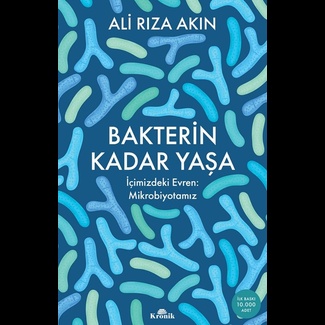 ALİ RIZA AKIN
BAKTERİN
KADAR YAŞA
İçimizdeki Evren:
Mikrobiyotamız
İLK BASKI
10.000
ADET
Kronik